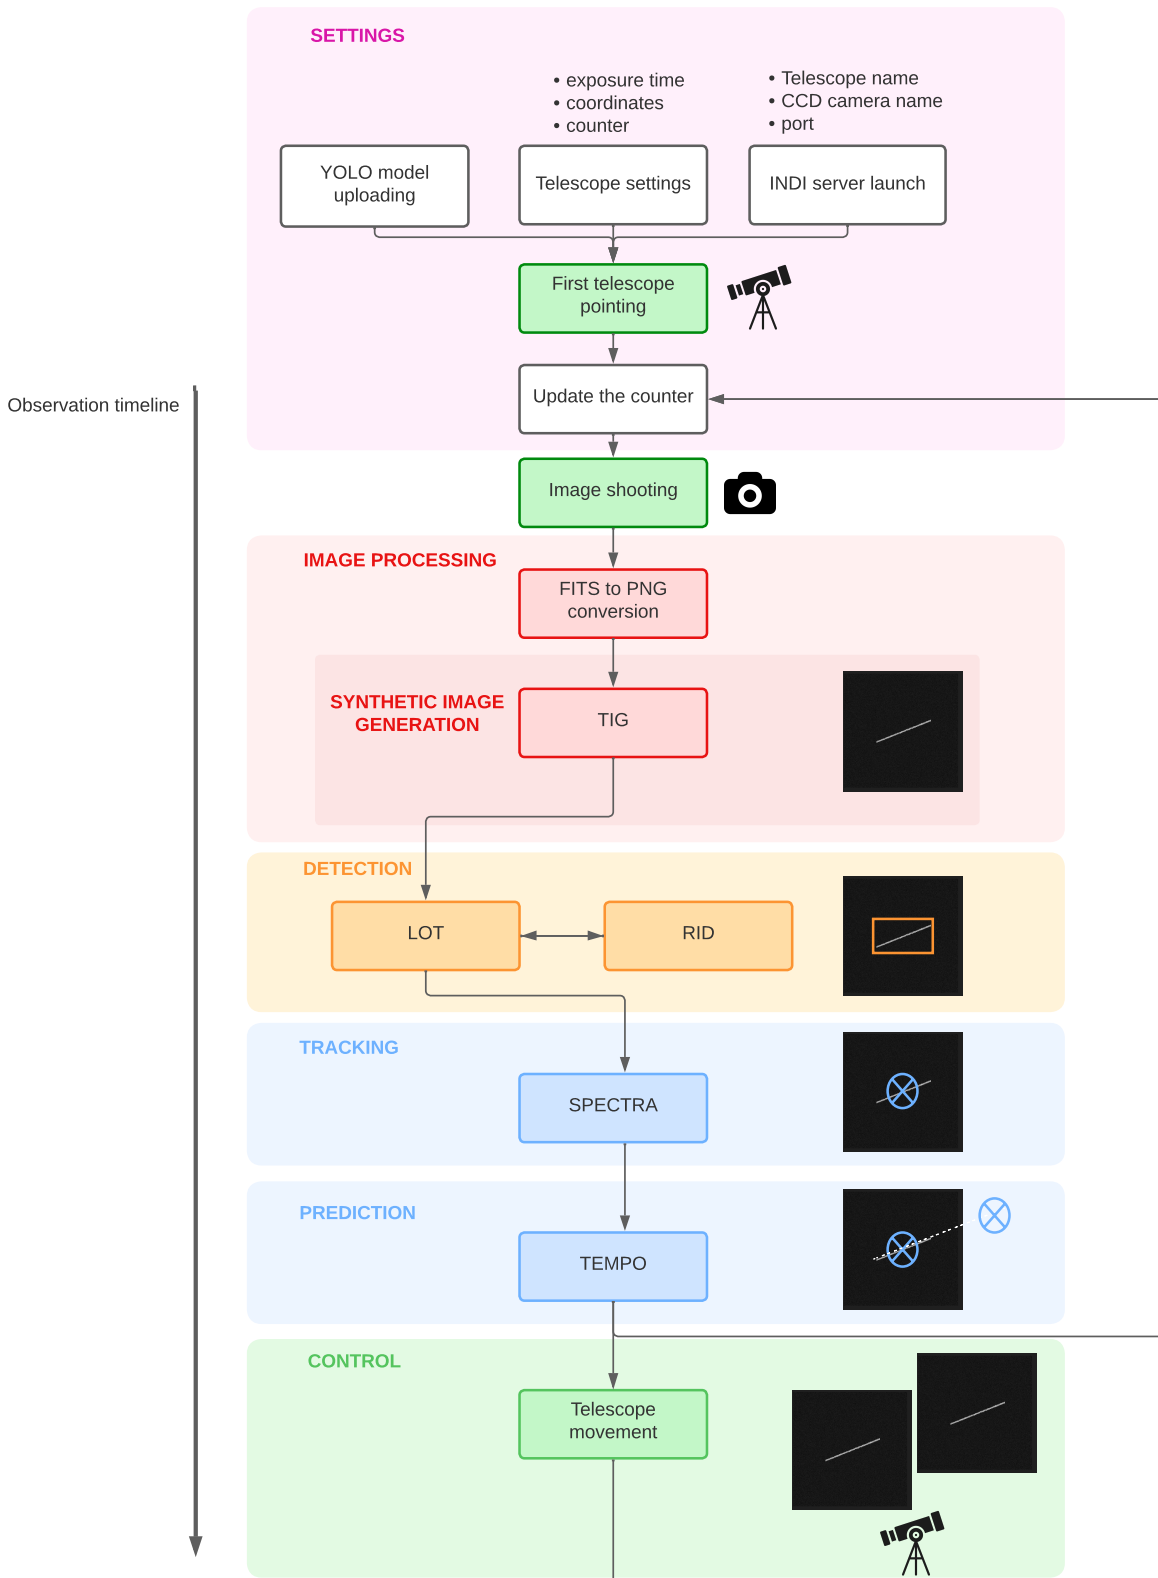 SETTINGS
• exposure time
• coordinates
• counter
• Telescope name
• CCD camera name
• port
YOLO model
uploading
Telescope settings
INDI server launch
First telescope
pointing
Observation timeline
Update the counter
Image shooting
IMAGE PROCESSING
FITS to PNG
conversion
SYNTHETIC IMAGE
GENERATION
TIG
DETECTION
LOT
RID
TRACKING
SPECTRA
PREDICTION
TEMPO
CONTROL
Telescope
movement